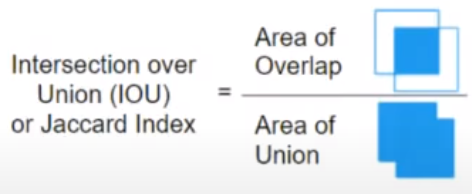 Intersection over
Union (IOU)
or Jaccard Index
=
Area of
Overlap
Area of
Union